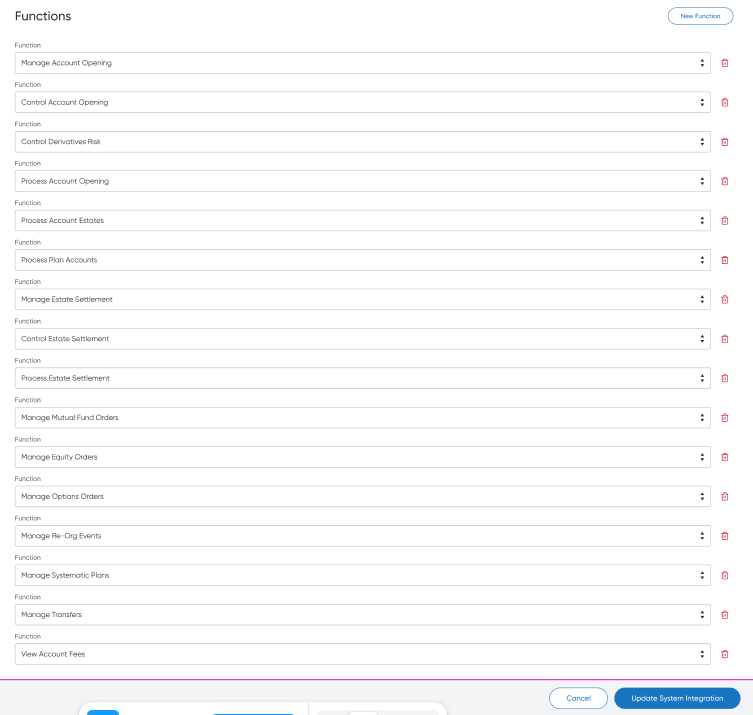 Functions
New Function
Function
Manage Account Opening
Function
Control Account Opening
Function
Control Derivatives Risk
Function
Process Account Opening
Function
Process Account Estates
Function
Process Plan Accounts
Function
Manage Estate Settlement
Function
Control Estate Settlement
Function
Process Estate Settlement
Function
Manage Mutual Fund Orders
Function
Manage Equity Orders
Function
Manage Options Orders
Function
Manage Re-Org Events
Function
Manage Systematic Plans
Function
Manage Transfers
Function
View Account Fees
Cancel
Update System Integration